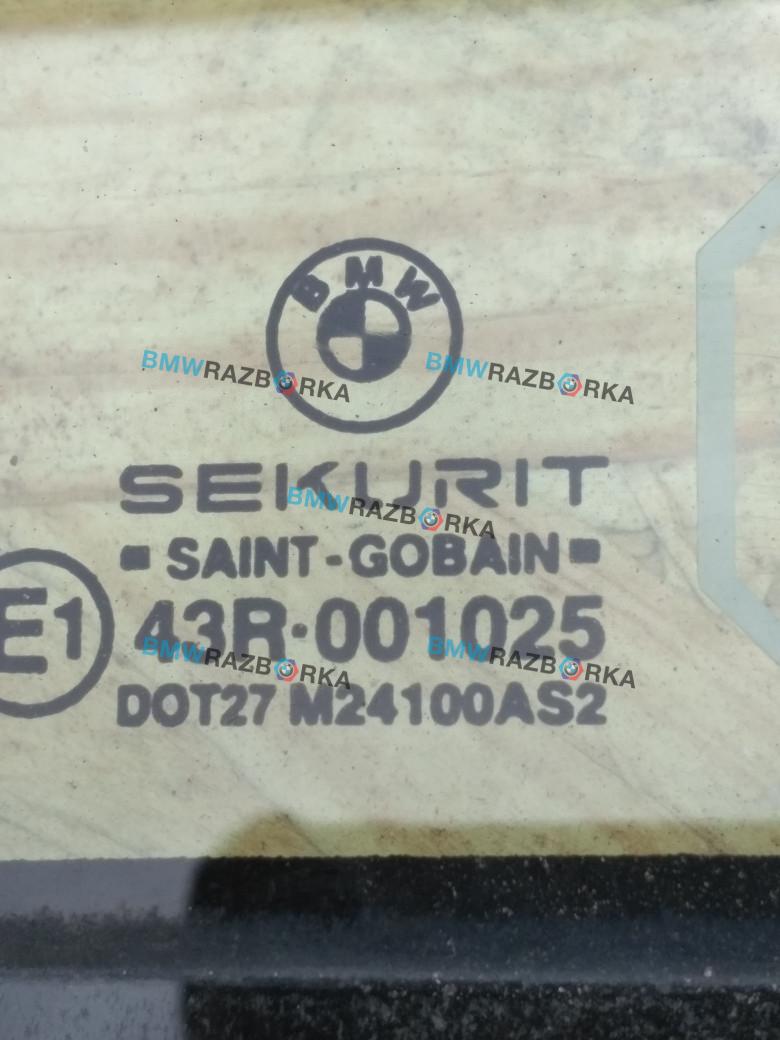 BMW
BMWRAZBORKA
BMWRAZBORKA
SEKURIT
BMWRAZBORKA
SAINT-GOBAIN
E1
43R·001025
BMWRAZBORKA
BMWRAZBORKA
DOT27 M24100AS2